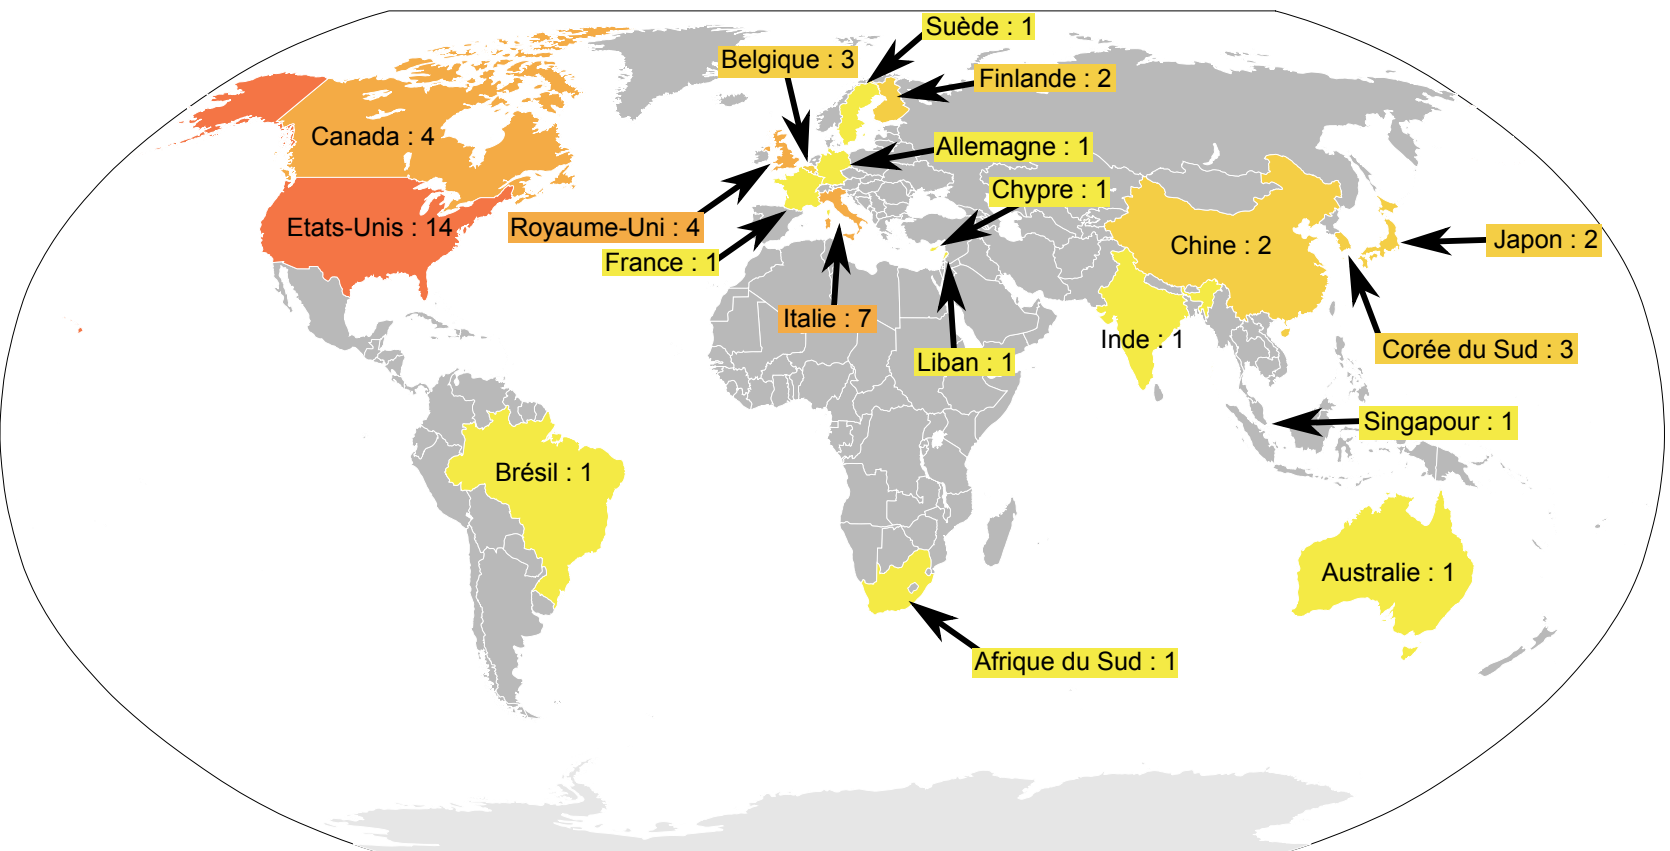 Suède : 1
Belgique : 3
Finlande : 2
Canada : 4
Allemagne : 1
Chypre : 1
Etats-Unis : 14
Royaume-Uni : 4
France : 1
Chine : 2
Japon : 2
Italie : 7
Inde : 1
Liban : 1
Corée du Sud : 3
Singapour : 1
Brésil : 1
Australie : 1
Afrique du Sud : 1